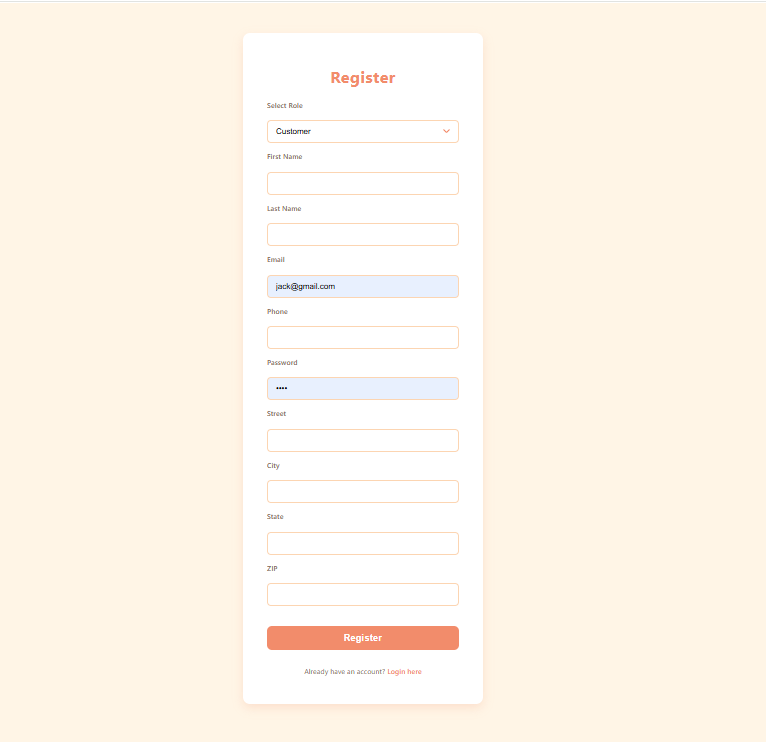 Register
Select Role
Customer
First Name
Last Name
Email
jack@gmail.com
Phone
Password
••••
Street
City
State
ZIP
Register
Already have an account? Login here